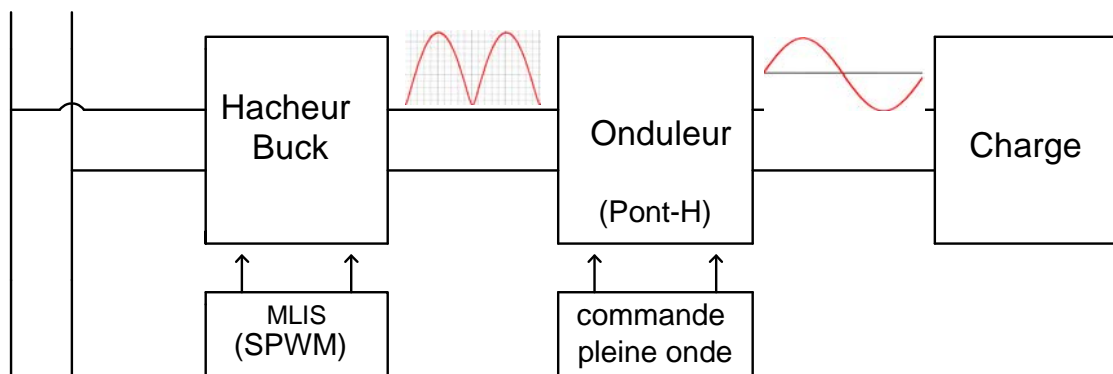 Hacheur
Buck
Onduleur
(Pont-H)
Charge
MLIS
(SPWM)
commande
pleine onde